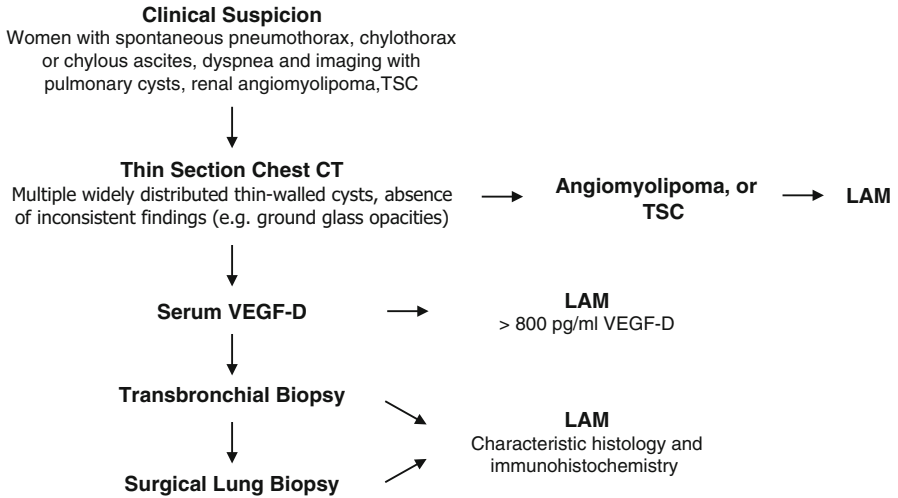 Clinical Suspicion
Women with spontaneous pneumothorax, chylothorax
or chylous ascites, dyspnea and imaging with
pulmonary cysts, renal angiomyolipoma,TSC
Thin Section Chest CT
Multiple widely distributed thin-walled cysts, absence
of inconsistent findings (e.g. ground glass opacities)
Angiomyolipoma, or
TSC
LAM
Serum VEGF-D
LAM
> 800 pg/ml VEGF-D
Transbronchial Biopsy
LAM
Characteristic histology and
immunohistochemistry
Surgical Lung Biopsy